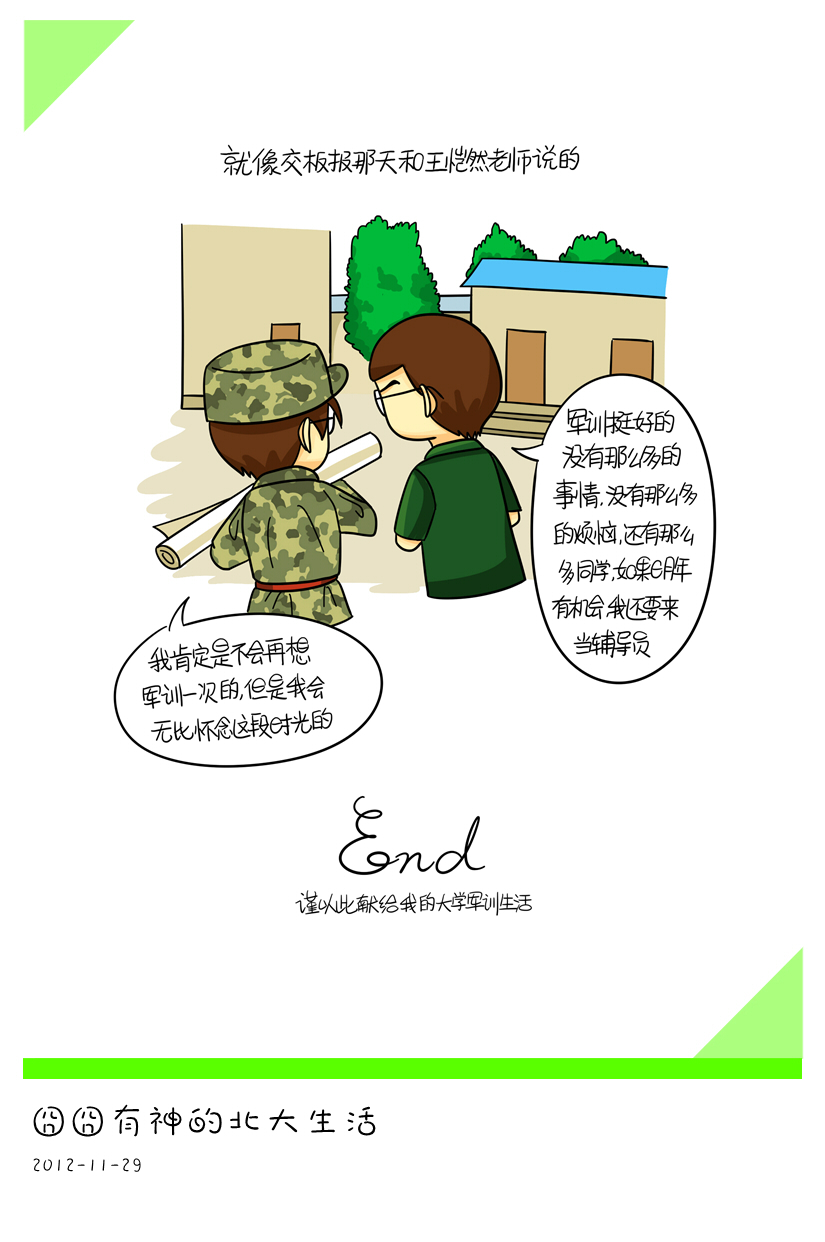 就像交板报那天和王恺然老师说的
军训挺好的
没有那么多的
事情,没有那么多
的烦恼,还有那么
多同学,如果明年
有机会我还要来
当辅导员
我肯定是不会再想
军训一次的,但是我会
无比怀念这段时光的
End
谨以此献给我的大学军训生活
囧囧有神的北大生活
2012-11-29